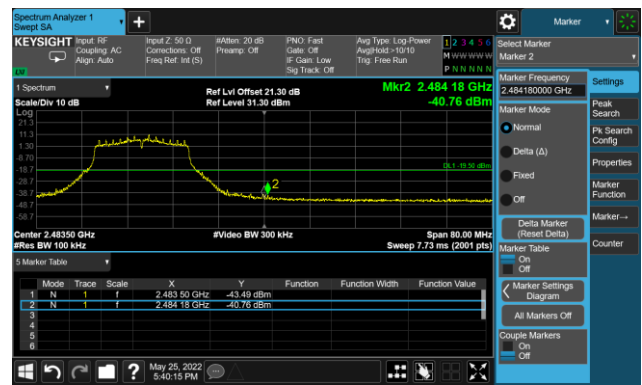 Spectrum Analyzer 1
Swept SA
+
Marker
KEYSIGHT
Input: RF
Coupling: AC
Align: Auto
Input Z: 50 Ω
Corrections: Off
Freq Ref: Int (S)
#Atten: 20 dB
Preamp: Off
PNO: Fast
Gate: Off
IF Gain: Low
Sig Track: Off
Avg Type: Log-Power
Avg|Hold:>10/10
Trig: Free Run
1 2 3 4 5 6
M W W W W W
P N N N N N
LW
Select Marker
Marker 2
1 Spectrum
Scale/Div 10 dB
Log
Ref Lvl Offset 21.30 dB
Ref Level 31.30 dBm
Mkr2 2.484 18 GHz
-40.76 dBm
21.3
11.3
1.30
-8.70
-18.7
-28.7
-38.7
-48.7
-58.7
DL1 -19.50 dBm
2
Center 2.48350 GHz
#Res BW 100 kHz
#Video BW 300 kHz
Span 80.00 MHz
Sweep 7.73 ms (2001 pts)
5 Marker Table
Mode Trace Scale X Y Function Function Width Function Value
1 N 1 f 2.483 50 GHz -43.49 dBm
2 N 1 f 2.484 18 GHz -40.76 dBm
3
4
5
6
Marker Frequency
2.484180000 GHz
Marker Mode
Normal
Delta (Δ)
Fixed
Off
Delta Marker
(Reset Delta)
Marker Table
On
Off
Marker Settings
Diagram
All Markers Off
Couple Markers
On
Off
Settings
Peak
Search
Pk Search
Config
Properties
Marker
Function
Marker→
Counter
?
May 25, 2022
5:40:15 PM